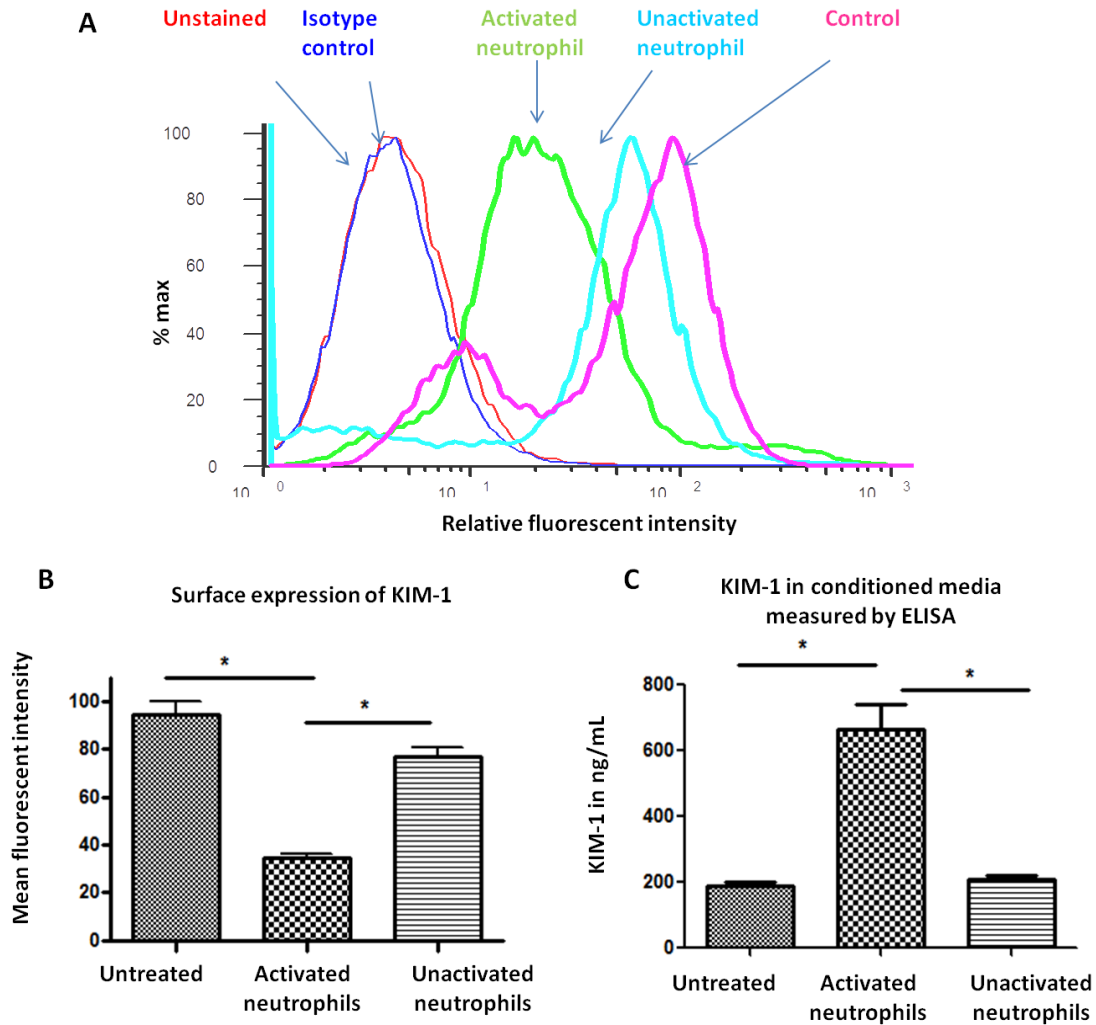 A
Unstained
Isotype
control
Activated
neutrophil
Unactivated
neutrophil
Control
100
80
60
40
20
0
% max
10 0
10 1
10 2
10 3
Relative fluorescent intensity
B
Surface expression of KIM-1
Mean fluorescent intensity
100
80
60
40
20
0
*
*
Untreated
Activated
neutrophils
Unactivated
neutrophils
C
KIM-1 in conditioned media
measured by ELISA
KIM-1 in ng/mL
800
600
400
200
0
*
*
Untreated
Activated
neutrophils
Unactivated
neutrophils